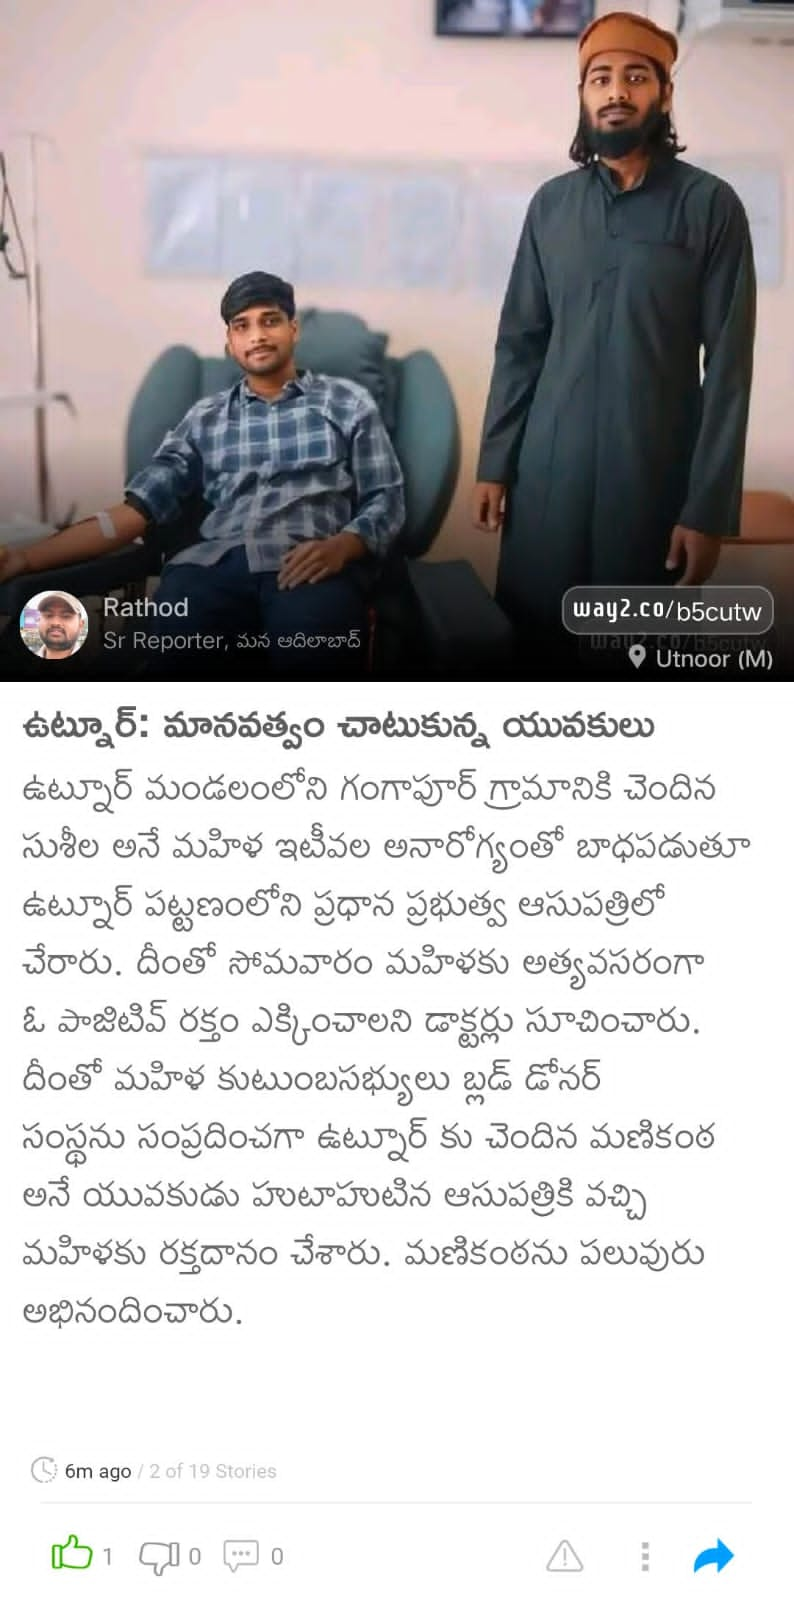 Rathod
Sr Reporter, మన ఆదిలాబాద్
way2.co/b5cutw
Utnoor (M)
ఉట్నూర్: మానవత్వం చాటుకున్న యువకులు
ఉట్నూర్ మండలంలోని గంగాపూర్ గ్రామానికి చెందిన
సుశీల అనే మహిళ ఇటీవల అనారోగ్యంతో బాధపడుతూ
ఉట్నూర్ పట్టణంలోని ప్రధాన ప్రభుత్వ ఆసుపత్రిలో
చేరారు. దీంతో సోమవారం మహిళకు అత్యవసరంగా
ఓ పాజిటివ్ రక్తం ఎక్కించాలని డాక్టర్లు సూచించారు.
దీంతో మహిళ కుటుంబసభ్యులు బ్లడ్ డోనర్
సంస్థను సంప్రదించగా ఉట్నూర్ కు చెందిన మణికంఠ
అనే యువకుడు హుటాహుటిన ఆసుపత్రికి వచ్చి
మహిళకు రక్తదానం చేశారు. మణికంఠను పలువురు
అభినందించారు.
6m ago / 2 of 19 Stories
1 0 0